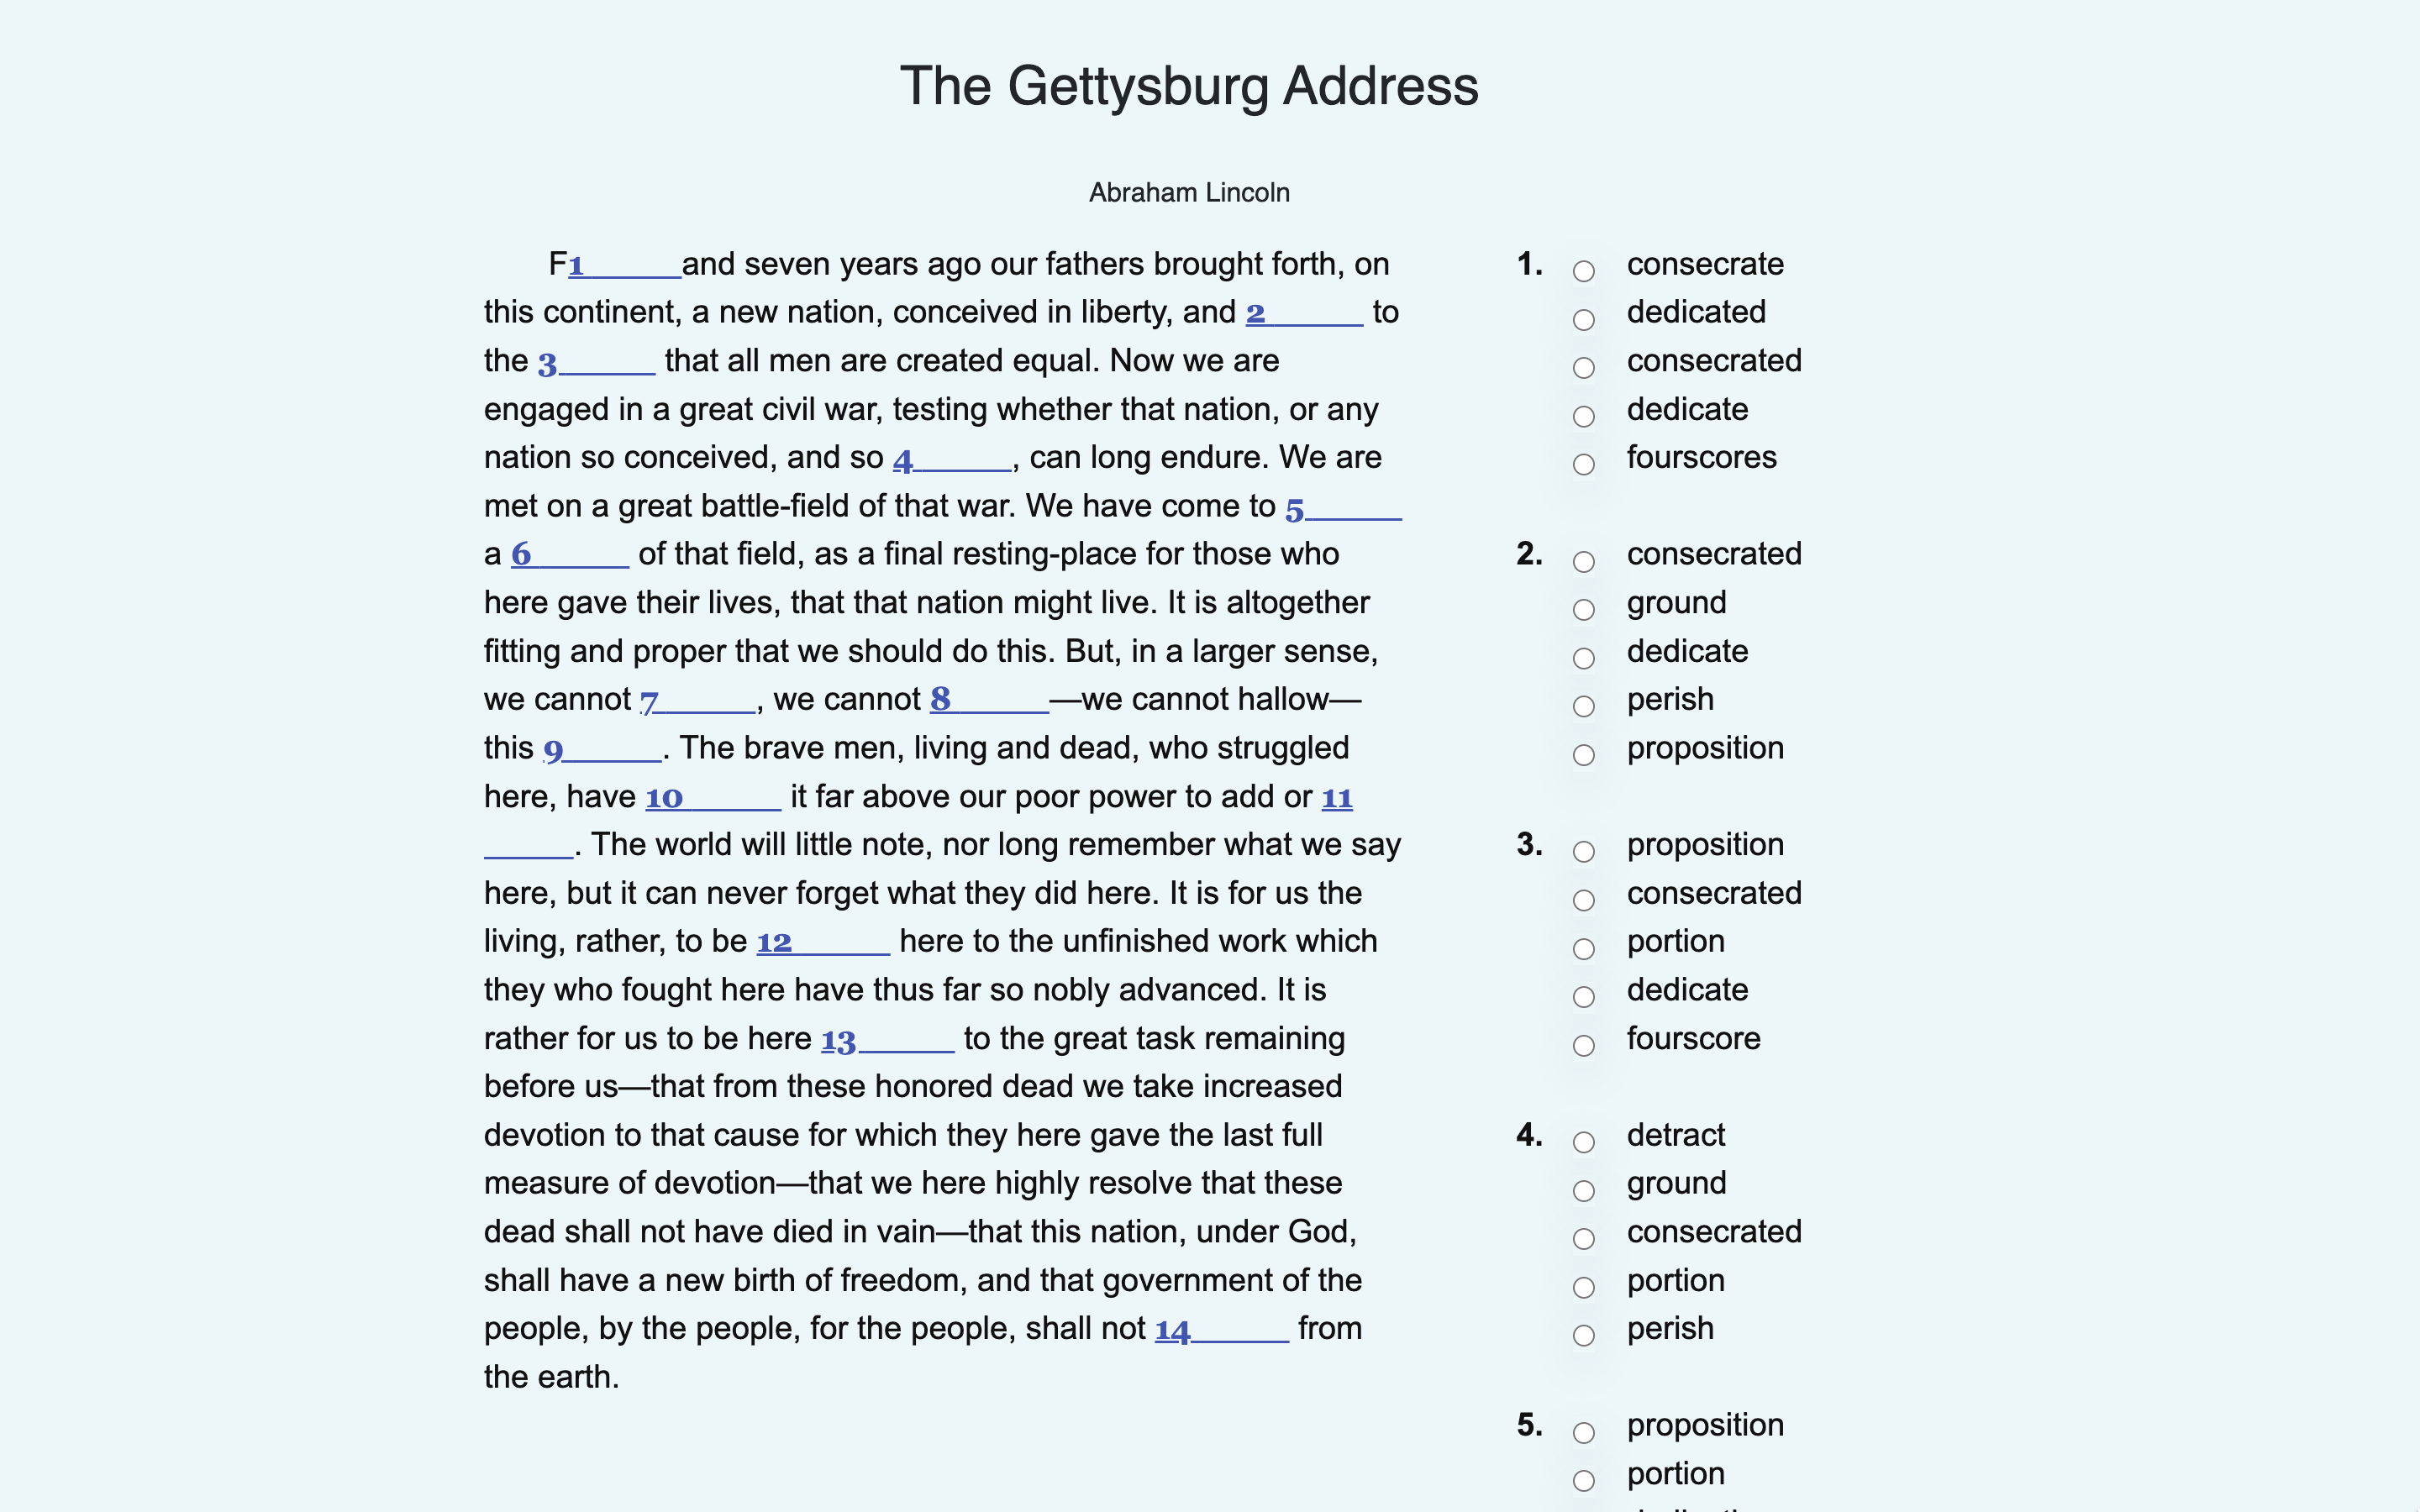 The Gettysburg Address
Abraham Lincoln
F1______and seven years ago our fathers brought forth, on
this continent, a new nation, conceived in liberty, and 2______ to
the 3______ that all men are created equal. Now we are
engaged in a great civil war, testing whether that nation, or any
nation so conceived, and so 4______, can long endure. We are
met on a great battle-field of that war. We have come to 5______
a 6______ of that field, as a final resting-place for those who
here gave their lives, that that nation might live. It is altogether
fitting and proper that we should do this. But, in a larger sense,
we cannot 7______, we cannot 8______—we cannot hallow—
this 9______. The brave men, living and dead, who struggled
here, have 10______ it far above our poor power to add or 11
______. The world will little note, nor long remember what we say
here, but it can never forget what they did here. It is for us the
living, rather, to be 12______ here to the unfinished work which
they who fought here have thus far so nobly advanced. It is
rather for us to be here 13______ to the great task remaining
before us—that from these honored dead we take increased
devotion to that cause for which they here gave the last full
measure of devotion—that we here highly resolve that these
dead shall not have died in vain—that this nation, under God,
shall have a new birth of freedom, and that government of the
people, by the people, for the people, shall not 14______ from
the earth.
1. consecrate
dedicated
consecrated
dedicate
fourscores
2. consecrated
ground
dedicate
perish
proposition
3. proposition
consecrated
portion
dedicate
fourscore
4. detract
ground
consecrated
portion
perish
5. proposition
portion